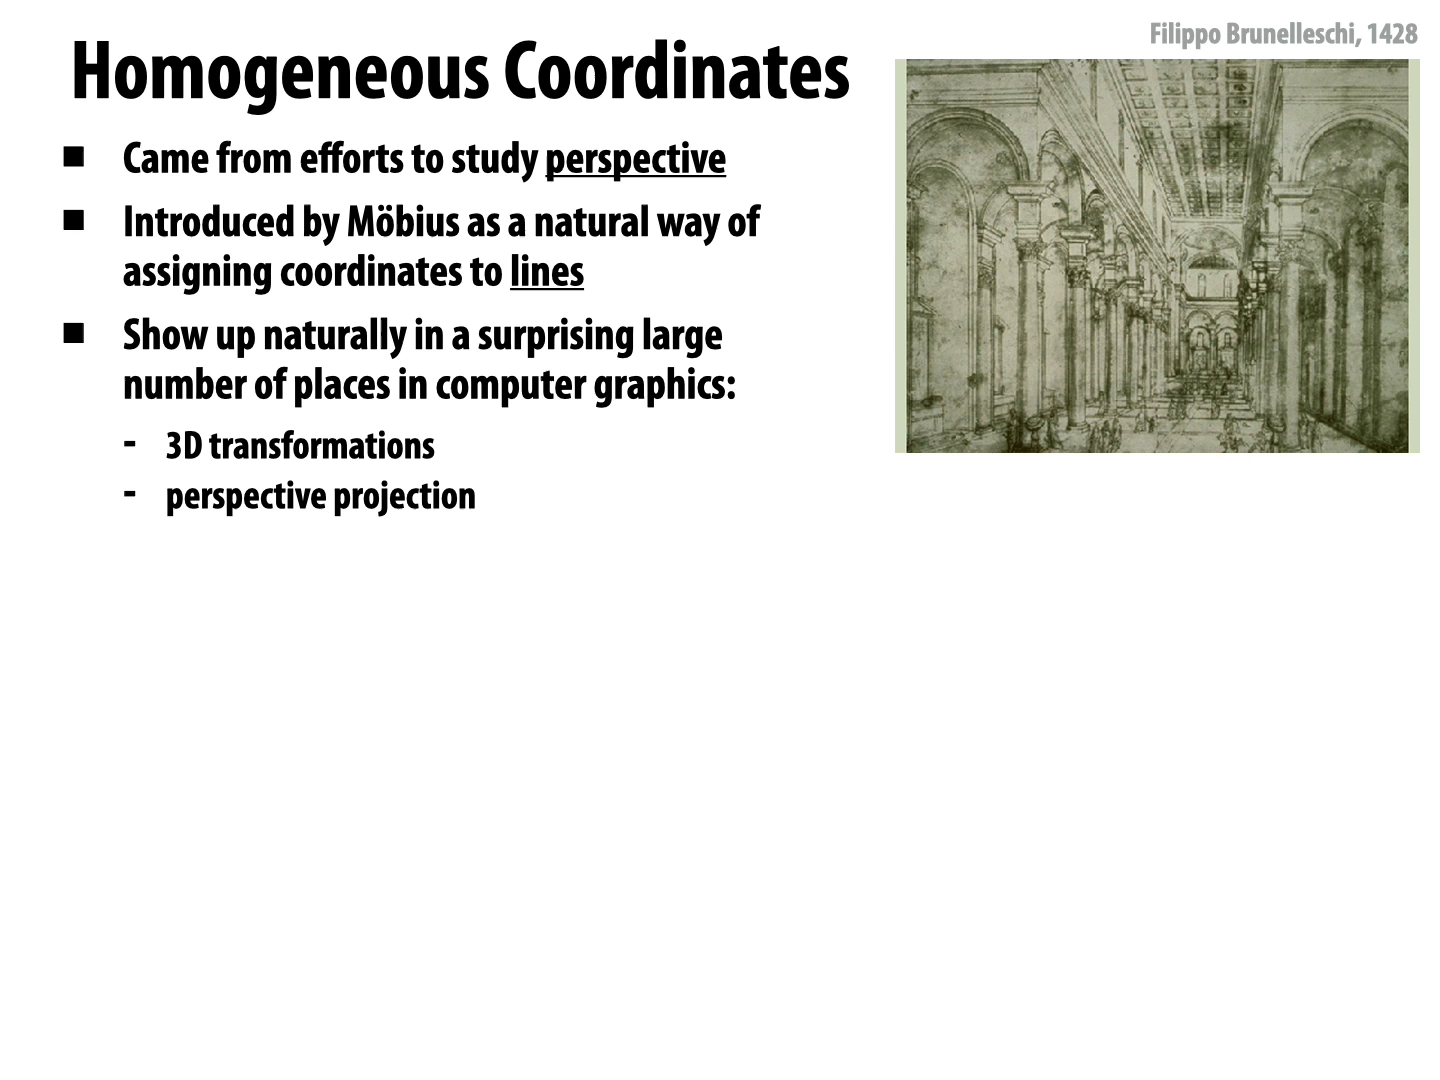 Filippo Brunelleschi, 1428
Homogeneous Coordinates
■ Came from efforts to study perspective
■ Introduced by Möbius as a natural way of
assigning coordinates to lines
■ Show up naturally in a surprising large
number of places in computer graphics:
- 3D transformations
- perspective projection